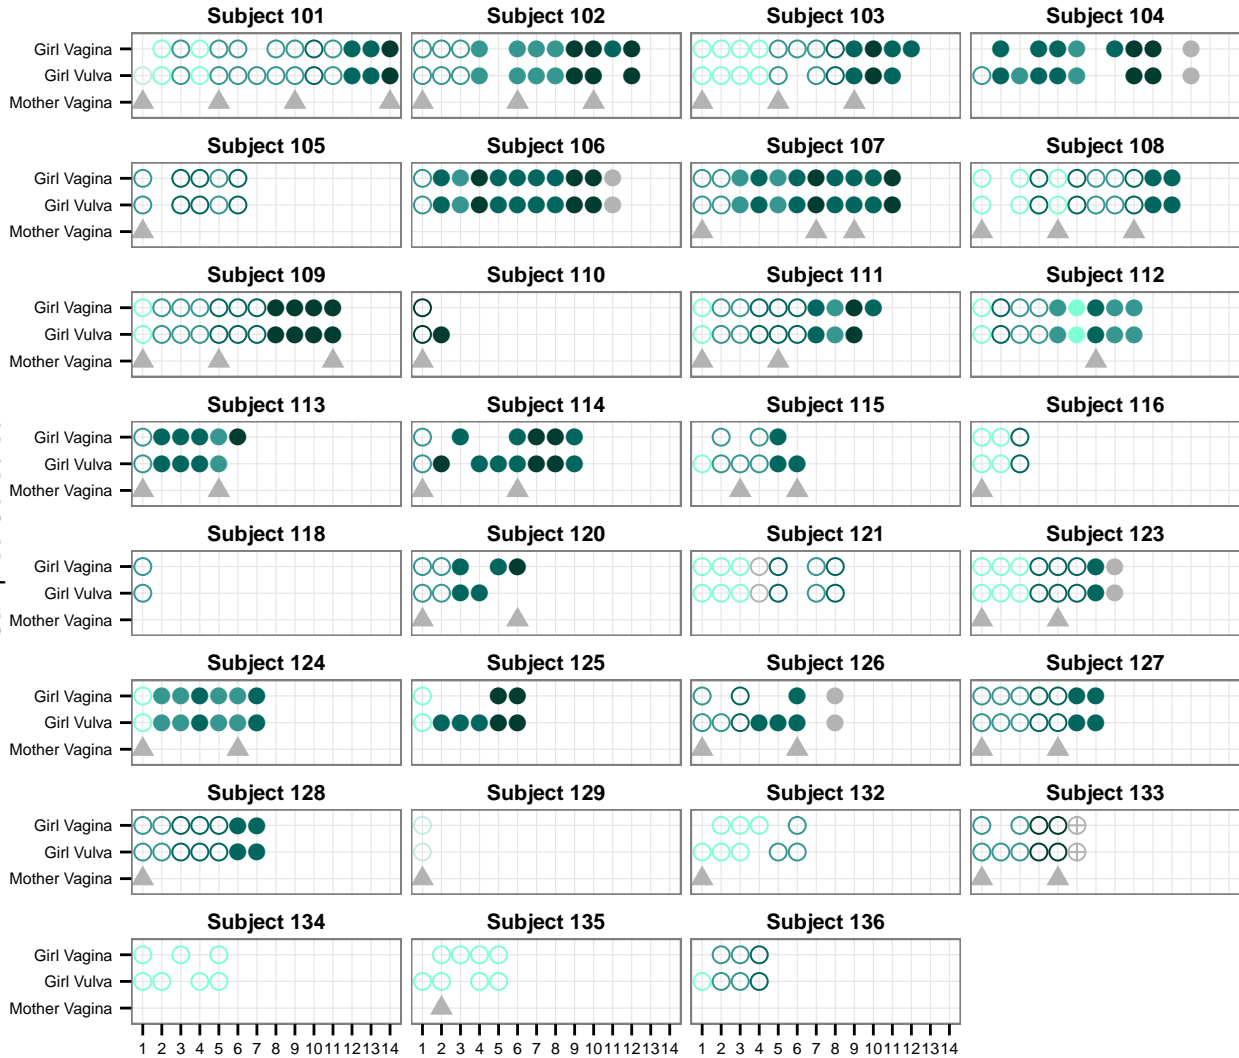 Subject 101 Subject 102 Subject 103 Subject 104
Girl Vagina
Girl Vulva
Mother Vagina
Subject 105 Subject 106 Subject 107 Subject 108
Girl Vagina
Girl Vulva
Mother Vagina
Subject 109 Subject 110 Subject 111 Subject 112
Girl Vagina
Girl Vulva
Mother Vagina
Subject 113 Subject 114 Subject 115 Subject 116
Girl Vagina
Girl Vulva
Mother Vagina
Subject 118 Subject 120 Subject 121 Subject 123
Girl Vagina
Girl Vulva
Mother Vagina
Subject 124 Subject 125 Subject 126 Subject 127
Girl Vagina
Girl Vulva
Mother Vagina
Subject 128 Subject 129 Subject 132 Subject 133
Girl Vagina
Girl Vulva
Mother Vagina
Subject 134 Subject 135 Subject 136
Girl Vagina
Girl Vulva
Mother Vagina
1 2 3 4 5 6 7 8 9 10 11 12 13 14 1 2 3 4 5 6 7 8 9 10 11 12 13 14 1 2 3 4 5 6 7 8 9 10 11 12 13 14